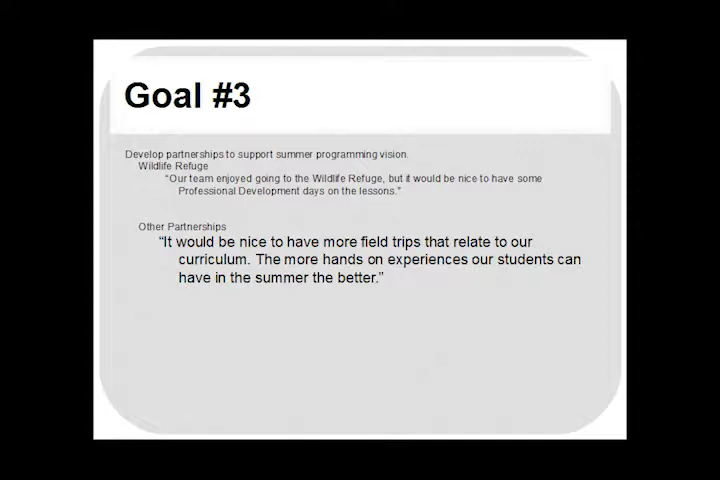 Goal #3
Develop partnerships to support summer programming vision.
Wildlife Refuge
“Our team enjoyed going to the Wildlife Refuge, but it would be nice to have some
Professional Development days on the lessons.”
Other Partnerships
“It would be nice to have more field trips that relate to our
curriculum. The more hands on experiences our students can
have in the summer the better.”